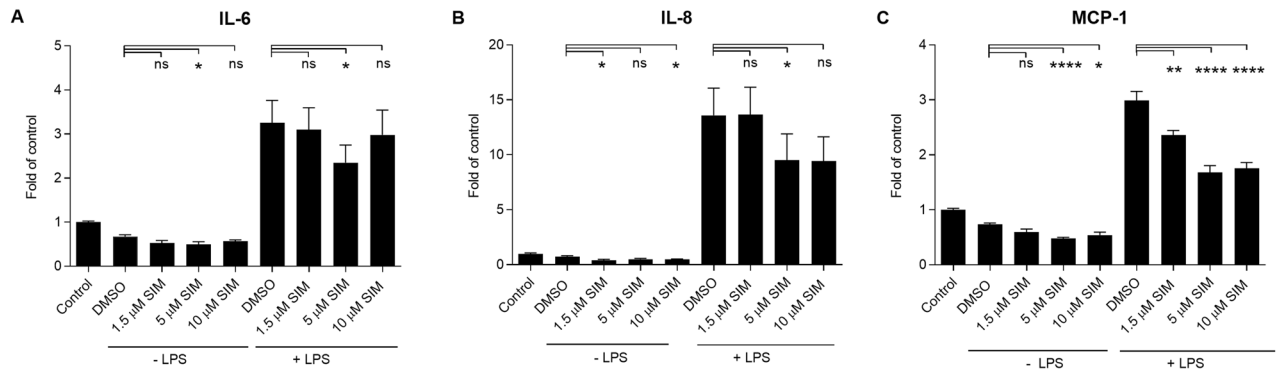 A
IL-6
Fold of control
5
4
3
2
1
0
ns
*
ns
ns
*
ns
Control
DMSO
1.5 µM SIM
5 µM SIM
10 µM SIM
DMSO
1.5 µM SIM
5 µM SIM
10 µM SIM
- LPS
+ LPS
B
IL-8
Fold of control
20
15
10
5
0
*
ns
*
ns
*
ns
Control
DMSO
1.5 µM SIM
5 µM SIM
10 µM SIM
DMSO
1.5 µM SIM
5 µM SIM
10 µM SIM
- LPS
+ LPS
C
MCP-1
Fold of control
4
3
2
1
0
ns
****
*
**
****
****
Control
DMSO
1.5 µM SIM
5 µM SIM
10 µM SIM
DMSO
1.5 µM SIM
5 µM SIM
10 µM SIM
- LPS
+ LPS